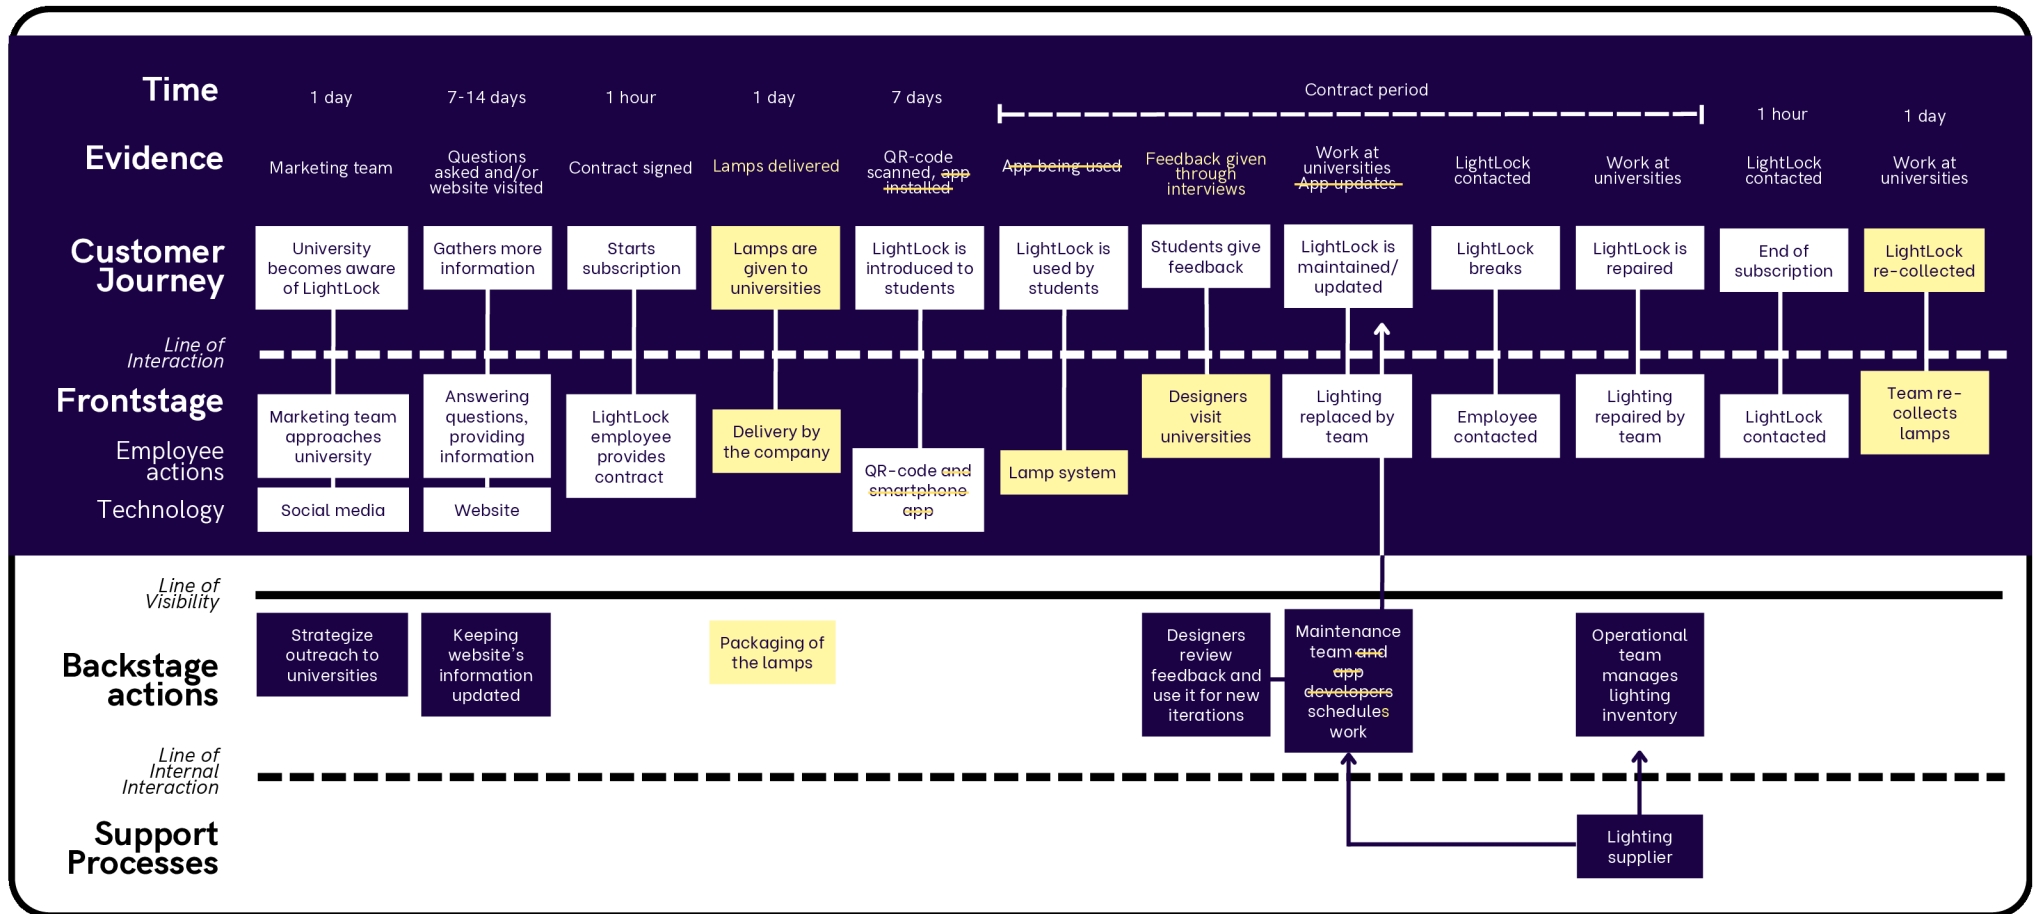 Time
1 day
7-14 days
1 hour
1 day
7 days
Contract period
1 hour
1 day
Evidence
Marketing team
Questions
asked and/or
website visited
Contract signed
Lamps delivered
QR-code
scanned, app
installed
App being used
Feedback given
through
interviews
Work at
universities
App updates
LightLock
contacted
Work at
universities
LightLock
contacted
Work at
universities
Customer
Journey
University
becomes aware
of LightLock
Gathers more
information
Starts
subscription
Lamps are
given to
universities
LightLock is
introduced to
students
LightLock is
used by
students
Students give
feedback
LightLock is
maintained/
updated
LightLock
breaks
LightLock is
repaired
End of
subscription
LightLock
re-collected
Line of
Interaction
Frontstage
Employee
actions
Technology
Marketing team
approaches
university
Social media
Answering
questions,
providing
information
Website
LightLock
employee
provides
contract
Delivery by
the company
QR-code and
smartphone
app
Lamp system
Designers
visit
universities
Lighting
replaced by
team
Employee
contacted
Lighting
repaired by
team
LightLock
contacted
Team re-
collects
lamps
Line of
Visibility
Backstage
actions
Strategize
outreach to
universities
Keeping
website's
information
updated
Packaging of
the lamps
Designers
review
feedback and
use it for new
iterations
Maintenance
team and
app
developers
schedules
work
Operational
team
manages
lighting
inventory
Line of
Internal
Interaction
Support
Processes
Lighting
supplier